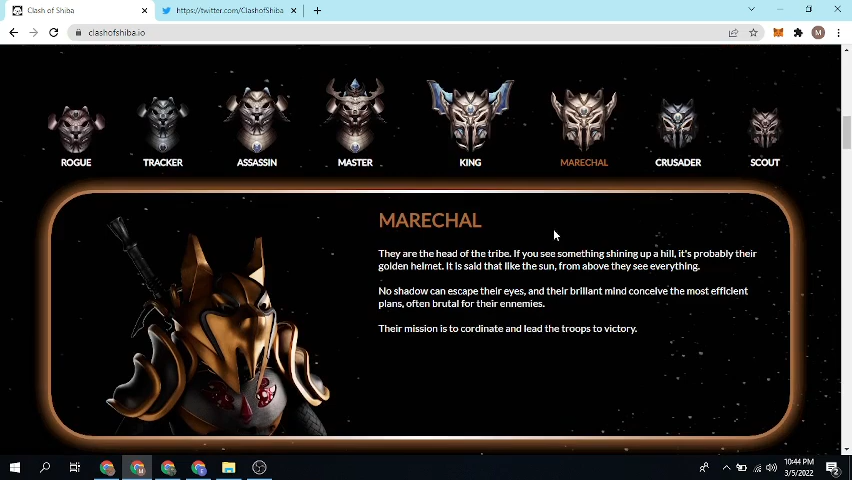 Clash of Shiba
https://twitter.com/ClashofShiba
clashofshiba.io
M
ROGUE
TRACKER
ASSASSIN
MASTER
KING
MARECHAL
CRUSADER
SCOUT
MARECHAL
They are the head of the tribe. If you see something shining up a hill, it's probably their
golden helmet. It is said that like the sun, from above they see everything.
No shadow can escape their eyes, and their brillant mind conceive the most efficient
plans, often brutal for their ennemies.
Their mission is to cordinate and lead the troops to victory.
10:44 PM
3/5/2022
2